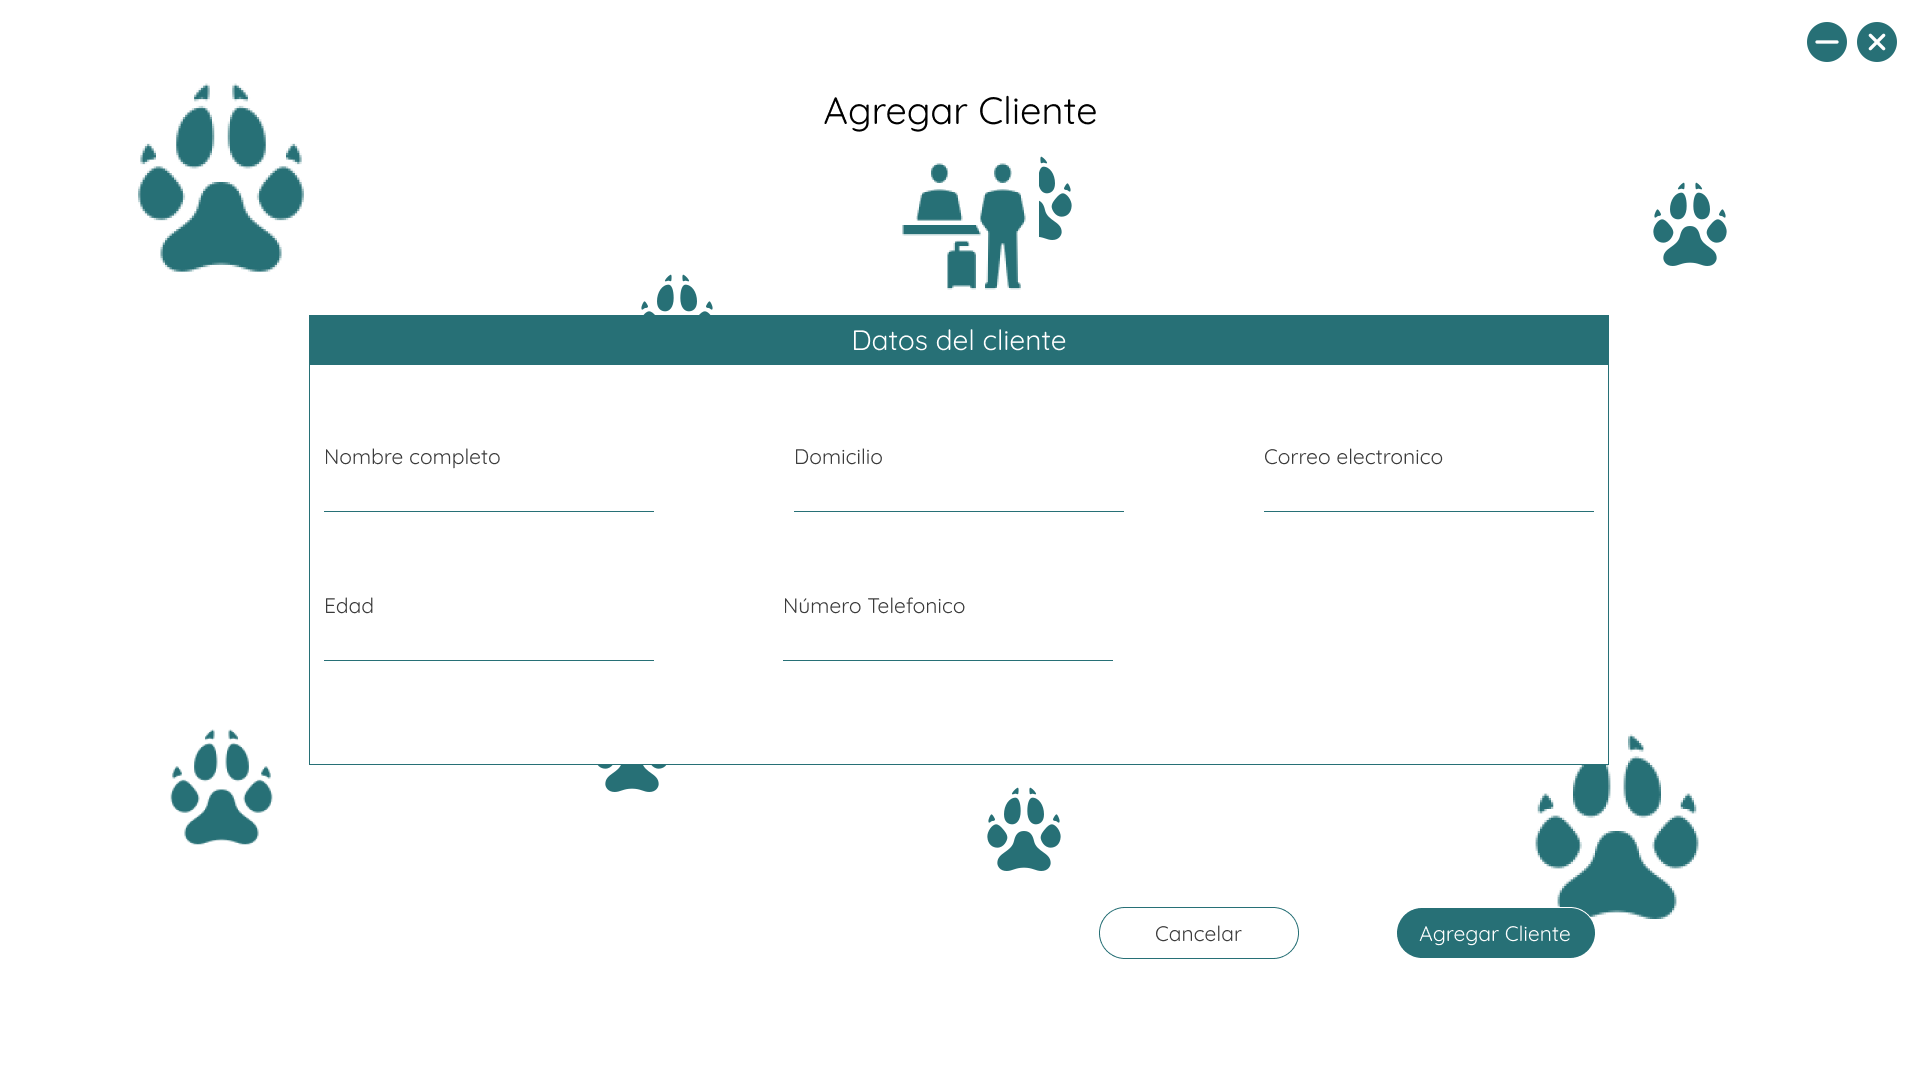 Agregar Cliente
Datos del cliente
Nombre completo
Domicilio
Correo electronico
Edad
Número Telefonico
Cancelar
Agregar Cliente